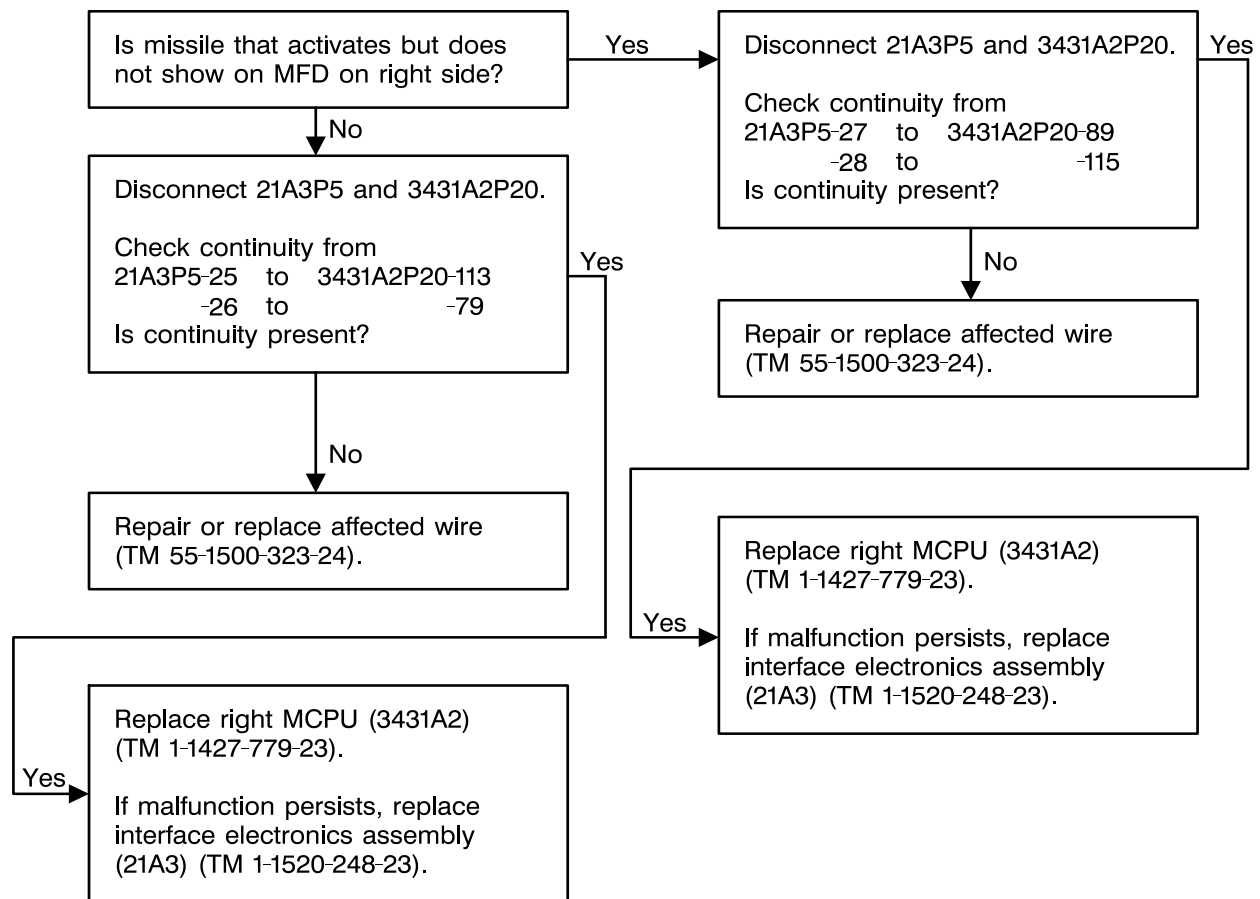 Is missile that activates but does
not show on MFD on right side?
Yes
No
Disconnect 21A3P5 and 3431A2P20.
Check continuity from
21A3P5-27 to 3431A2P20-89
-28 to -115
Is continuity present?
Yes
No
Repair or replace affected wire
(TM 55-1500-323-24).
Disconnect 21A3P5 and 3431A2P20.
Check continuity from
21A3P5-25 to 3431A2P20-113
-26 to -79
Is continuity present?
Yes
No
Repair or replace affected wire
(TM 55-1500-323-24).
Yes
Replace right MCPU (3431A2)
(TM 1-1427-779-23).
If malfunction persists, replace
interface electronics assembly
(21A3) (TM 1-1520-248-23).
Yes
Replace right MCPU (3431A2)
(TM 1-1427-779-23).
If malfunction persists, replace
interface electronics assembly
(21A3) (TM 1-1520-248-23).